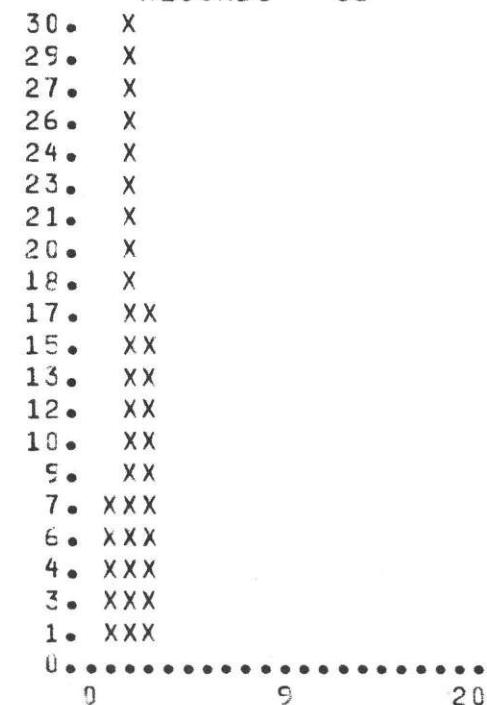 30.   X
29.   X
27.   X
26.   X
24.   X
23.   X
21.   X
20.   X
18.   X
17.   XX
15.   XX
13.   XX
12.   XX
10.   XX
9.   XX
7.  XXX
6.  XXX
4.  XXX
3.  XXX
1.  XXX
0......................
0 9 20